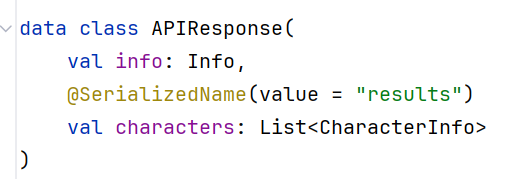 data class APIResponse(
    val info: Info,
    @SerializedName(value = "results")
    val characters: List<CharacterInfo>
)